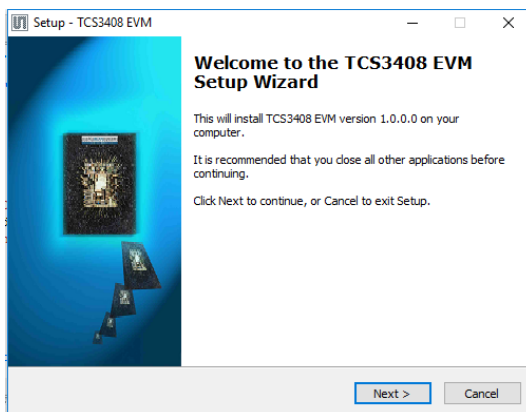 Setup - TCS3408 EVM
Welcome to the TCS3408 EVM
Setup Wizard
This will install TCS3408 EVM version 1.0.0.0 on your
computer.
It is recommended that you close all other applications before
continuing.
Click Next to continue, or Cancel to exit Setup.
Next >
Cancel